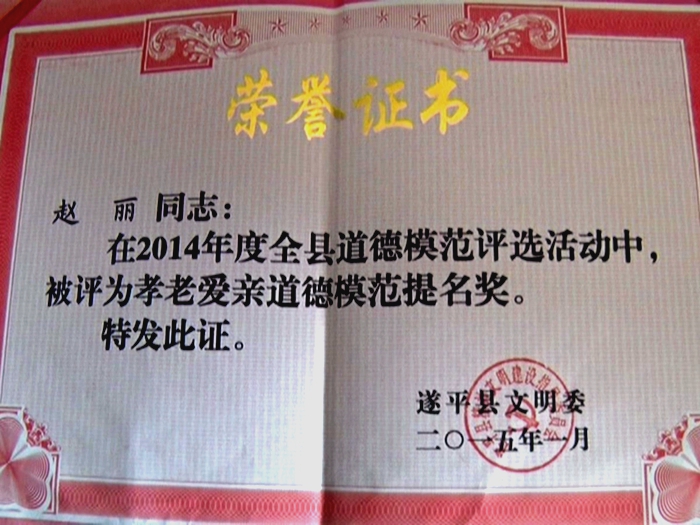 荣誉证书
赵 丽 同志：
在2014年度全县道德模范评选活动中，
被评为孝老爱亲道德模范提名奖。
特发此证。
遂平县文明委
二〇一五年一月